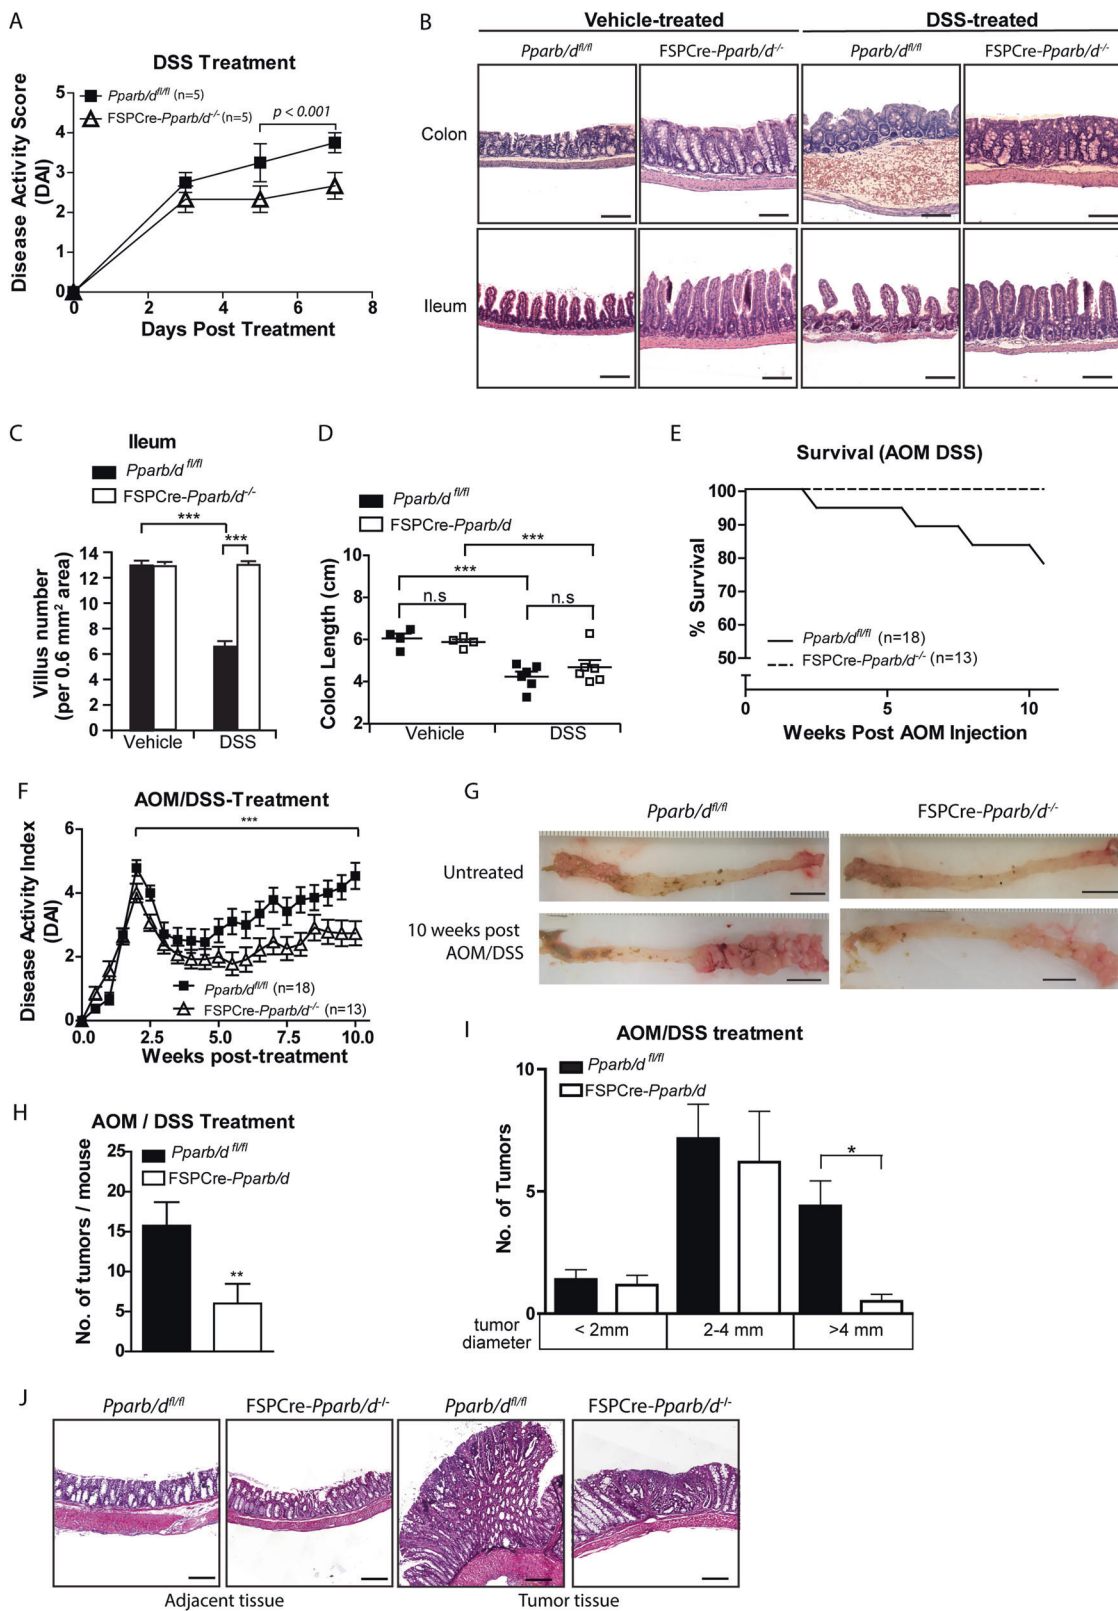 A
DSS Treatment
Pparb/d^fl/fl (n=5)
FSPCre-Pparb/d^-/- (n=5)
p < 0.001
Disease Activity Score
(DAI)
5
4
3
2
1
0
0 2 4 6 8
Days Post Treatment
B
Vehicle-treated DSS-treated
Pparb/d^fl/fl FSPCre-Pparb/d^-/- Pparb/d^fl/fl FSPCre-Pparb/d^-/-
Colon
Ileum
C
Ileum
Pparb/d^fl/fl
FSPCre-Pparb/d^-/-
***
***
Villus number
(per 0.6 mm² area)
13
12
10
8
6
4
2
0
Vehicle DSS
D
Pparb/d^fl/fl
FSPCre-Pparb/d
***
***
n.s
n.s
Colon Length (cm)
10
8
6
4
2
Vehicle DSS
E
Survival (AOM DSS)
% Survival
100
90
80
70
60
50
Pparb/d^fl/fl (n=18)
FSPCre-Pparb/d^-/- (n=13)
0 5 10
Weeks Post AOM Injection
F
AOM/DSS-Treatment
***
Disease Activity Index
(DAI)
6
4
2
0
Pparb/d^fl/fl (n=18)
FSPCre-Pparb/d^-/- (n=13)
0.0 2.5 5.0 7.5 10.0
Weeks post-treatment
G
Pparb/d^fl/fl FSPCre-Pparb/d^-/-
Untreated
10 weeks post
AOM/DSS
H
AOM / DSS Treatment
Pparb/d^fl/fl
FSPCre-Pparb/d
**
No. of tumors / mouse
25
20
15
10
5
0
I
AOM/DSS treatment
Pparb/d^fl/fl
FSPCre-Pparb/d
*
No. of Tumors
10
5
0
tumor
diameter
< 2mm 2-4 mm >4 mm
J
Pparb/d^fl/fl FSPCre-Pparb/d^-/- Pparb/d^fl/fl FSPCre-Pparb/d^-/-
Adjacent tissue Tumor tissue